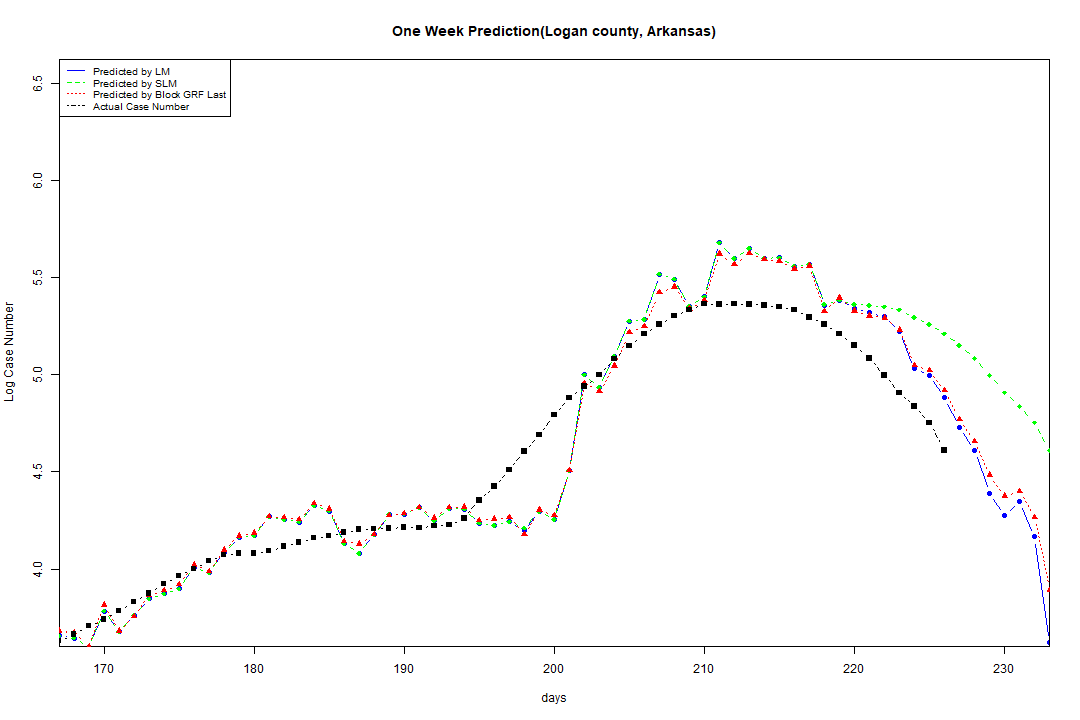 One Week Prediction(Logan county, Arkansas)
Predicted by LM
Predicted by SLM
Predicted by Block GRF Last
Actual Case Number
6.5
6.0
5.5
5.0
4.5
4.0
Log Case Number
170 180 190 200 210 220 230
days